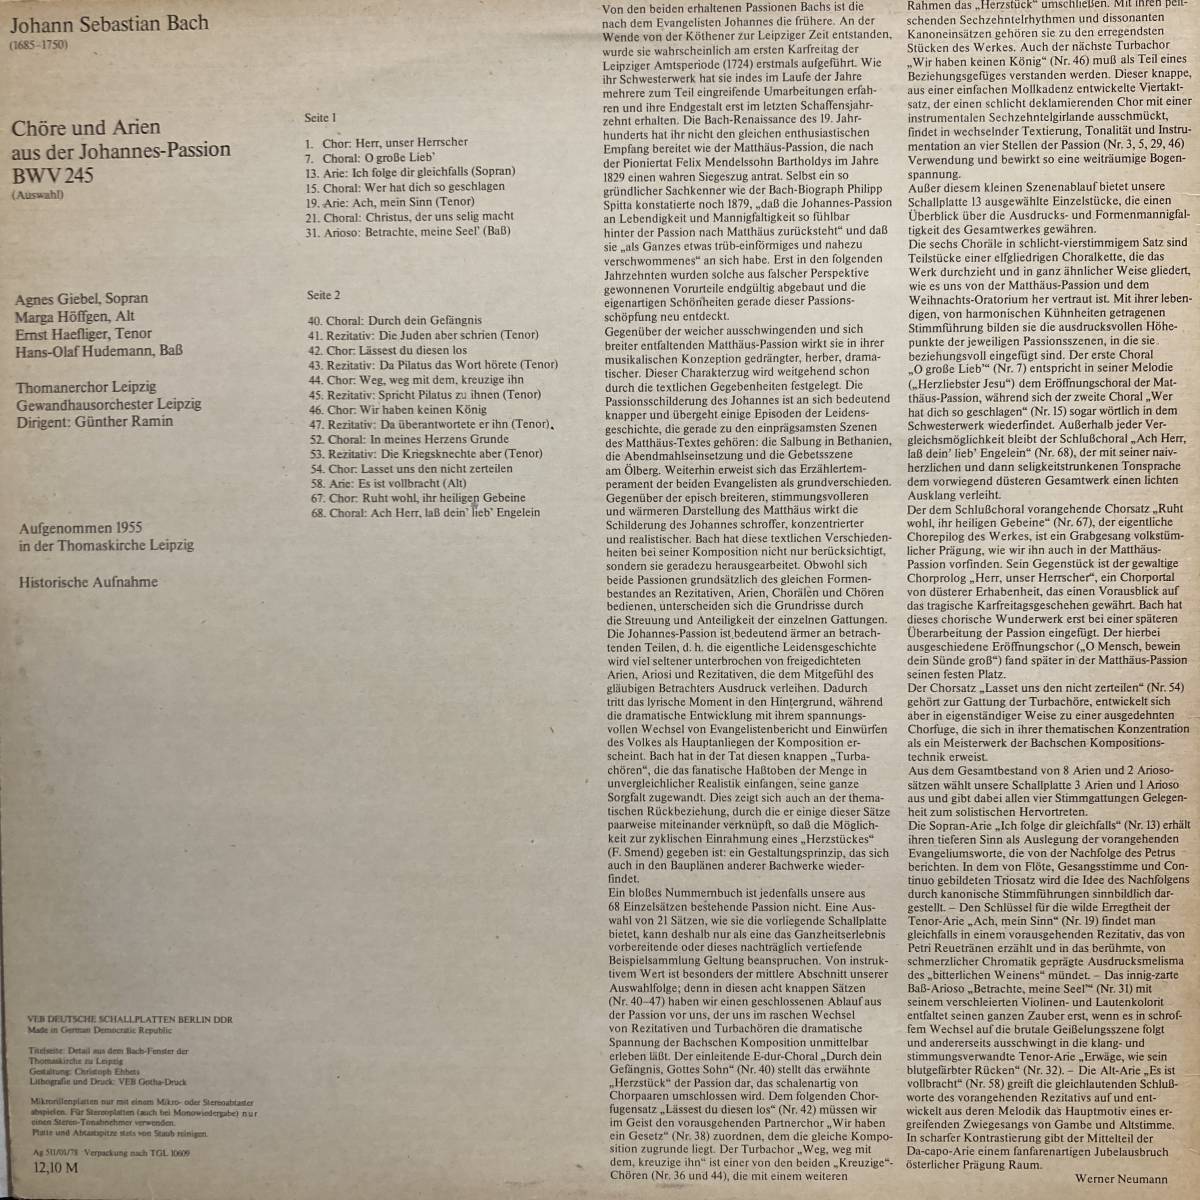 Johann Sebastian Bach
(1685–1750)
Chöre und Arien
aus der Johannes-Passion
BWV 245
(Auswahl)
Agnes Giebel, Sopran
Marga Höffgen, Alt
Ernst Haefliger, Tenor
Hans-Olaf Hudemann, Baß
Thomanerchor Leipzig
Gewandhausorchester Leipzig
Dirigent: Günther Ramin
Aufgenommen 1955
in der Thomaskirche Leipzig
Historische Aufnahme
VEB DEUTSCHE SCHALLPLATTEN BERLIN DDR
Made in German Democratic Republic
Titelseite: Detail aus dem Bach-Fenster der
Thomaskirche zu Leipzig
Gestaltung: Christoph Ehbets
Lithografie und Druck: VEB Gotha-Druck
Mikrorillenplatten nur mit einem Mikro- oder Stereoabtaster
abspielen. Für Stereoplatten (auch bei Monowiedergabe) nur
einen Stereo-Tonabnehmer verwenden.
Platte und Abtastspitze stets von Staub reinigen.
Ag 511/01/78 Verpackung nach TGL 10609
12,10 M
Seite 1
1. Chor: Herr, unser Herrscher
7. Choral: O große Lieb'
13. Arie: Ich folge dir gleichfalls (Sopran)
15. Choral: Wer hat dich so geschlagen
19. Arie: Ach, mein Sinn (Tenor)
21. Choral: Christus, der uns selig macht
31. Arioso: Betrachte, meine Seel' (Baß)
Seite 2
40. Choral: Durch dein Gefängnis
41. Rezitativ: Die Juden aber schrien (Tenor)
42. Chor: Lässest du diesen los
43. Rezitativ: Da Pilatus das Wort hörete (Tenor)
44. Chor: Weg, weg mit dem, kreuzige ihn
45. Rezitativ: Spricht Pilatus zu ihnen (Tenor)
46. Chor: Wir haben keinen König
47. Rezitativ: Da überantwortete er ihn (Tenor)
52. Choral: In meines Herzens Grunde
53. Rezitativ: Die Kriegsknechte aber (Tenor)
54. Chor: Lasset uns den nicht zerteilen
58. Arie: Es ist vollbracht (Alt)
67. Chor: Ruht wohl, ihr heiligen Gebeine
68. Choral: Ach Herr, laß dein' lieb' Engelein
Von den beiden erhaltenen Passionen Bachs ist die
nach dem Evangelisten Johannes die frühere. An der
Wende von der Köthener zur Leipziger Zeit entstanden,
wurde sie wahrscheinlich am ersten Karfreitag der
Leipziger Amtsperiode (1724) erstmals aufgeführt. Wie
ihr Schwesterwerk hat sie indes im Laufe der Jahre
mehrere zum Teil eingreifende Umarbeitungen erfah-
ren und ihre Endgestalt erst im letzten Schaffensjahr-
zehnt erhalten. Die Bach-Renaissance des 19. Jahr-
hunderts hat ihr nicht den gleichen enthusiastischen
Empfang bereitet wie der Matthäus-Passion, die nach
der Pioniertat Felix Mendelssohn Bartholdys im Jahre
1829 einen wahren Siegeszug antrat. Selbst ein so
gründlicher Sachkenner wie der Bach-Biograph Philipp
Spitta konstatierte noch 1879, „daß die Johannes-Passion
an Lebendigkeit und Mannigfaltigkeit so fühlbar
hinter der Passion nach Matthäus zurücksteht“ und daß
sie „als Ganzes etwas trüb-einförmiges und nahezu
verschwommenes“ an sich habe. Erst in den folgenden
Jahrzehnten wurden solche aus falscher Perspektive
gewonnenen Vorurteile endgültig abgebaut und die
eigenartigen Schönheiten gerade dieser Passions-
schöpfung neu entdeckt.
Gegenüber der weicher ausschwingenden und sich
breiter entfaltenden Matthäus-Passion wirkt sie in ihrer
musikalischen Konzeption gedrängter, herber, drama-
tischer. Dieser Charakterzug wird weitgehend schon
durch die textlichen Gegebenheiten festgelegt. Die
Passionsschilderung des Johannes ist an sich bedeutend
knapper und übergeht einige Episoden der Leidens-
geschichte, die gerade zu den einprägsamsten Szenen
des Matthäus-Textes gehören: die Salbung in Bethanien,
die Abendmahlseinsetzung und die Gebetsszene
am Ölberg. Weiterhin erweist sich das Erzählertem-
perament der beiden Evangelisten als grundverschieden.
Gegenüber der episch breiteren, stimmungsvolleren
und wärmeren Darstellung des Matthäus wirkt die
Schilderung des Johannes schroffer, konzentrierter
und realistischer. Bach hat diese textlichen Verschieden-
heiten bei seiner Komposition nicht nur berücksichtigt,
sondern sie geradezu herausgearbeitet. Obwohl sich
beide Passionen grundsätzlich des gleichen Formen-
bestandes an Rezitativen, Arien, Chorälen und Chören
bedienen, unterscheiden sich die Grundrisse durch
die Streuung und Anteiligkeit der einzelnen Gattungen.
Die Johannes-Passion ist bedeutend ärmer an betrach-
tenden Teilen, d. h. die eigentliche Leidensgeschichte
wird viel seltener unterbrochen von freigedichteten
Arien, Ariosi und Rezitativen, die dem Mitgefühl des
gläubigen Betrachters Ausdruck verleihen. Dadurch
tritt das lyrische Moment in den Hintergrund, während
die dramatische Entwicklung mit ihrem spannungs-
vollen Wechsel von Evangelistenbericht und Einwürfen
des Volkes als Hauptanliegen der Komposition er-
scheint. Bach hat in der Tat diesen knappen „Turba-
chören“, die das fanatische Haßtoben der Menge in
unvergleichlicher Realistik einfangen, seine ganze
Sorgfalt zugewandt. Dies zeigt sich auch an der thema-
tischen Rückbeziehung, durch die er einige dieser Sätze
paarweise miteinander verknüpft, so daß die Möglich-
keit zur zyklischen Einrahmung eines „Herzstückes“
(F. Smend) gegeben ist: ein Gestaltungsprinzip, das sich
auch in den Bauplänen anderer Bachwerke wieder-
findet.
Ein bloßes Nummernbuch ist jedenfalls unsere aus
68 Einzelsätzen bestehende Passion nicht. Eine Aus-
wahl von 21 Sätzen, wie sie die vorliegende Schallplatte
bietet, kann deshalb nur als eine das Ganzheitserlebnis
vorbereitende oder dieses nachträglich vertiefende
Beispielsammlung Geltung beanspruchen. Von instruk-
tivem Wert ist besonders der mittlere Abschnitt unserer
Auswahlfolge; denn in diesen acht knappen Sätzen
(Nr. 40–47) haben wir einen geschlossenen Ablauf aus
der Passion vor uns, der uns im raschen Wechsel
von Rezitativen und Turbachören die dramatische
Spannung der Bachschen Komposition unmittelbar
erleben läßt. Der einleitende E-dur-Choral „Durch dein
Gefängnis, Gottes Sohn“ (Nr. 40) stellt das erwähnte
„Herzstück“ der Passion dar, das schalenartig von
Chorpaaren umschlossen wird. Dem folgenden Chor-
fugensatz „Lässest du diesen los“ (Nr. 42) müssen wir
im Geist den vorausgehenden Partnerchor „Wir haben
ein Gesetz“ (Nr. 38) zuordnen, dem die gleiche Kompo-
sition zugrunde liegt. Der Turbachor „Weg, weg mit
dem, kreuzige ihn“ ist einer von den beiden „Kreuzige“-
Chören (Nr. 36 und 44), die mit einem weiteren
Rahmen das „Herzstück“ umschließen. Mit ihren peit-
schenden Sechzehntelrhythmen und dissonanten
Kanoneinsätzen gehören sie zu den erregendsten
Stücken des Werkes. Auch der nächste Turbachor
„Wir haben keinen König“ (Nr. 46) muß als Teil eines
Beziehungsgefüges verstanden werden. Dieser knappe,
aus einer einfachen Mollkadenz entwickelte Viertakt-
satz, der einen schlicht deklamierenden Chor mit einer
instrumentalen Sechzehntelgirlande ausschmückt,
findet in wechselnder Textierung, Tonalität und Instru-
mentation an vier Stellen der Passion (Nr. 3, 5, 29, 46)
Verwendung und bewirkt so eine weiträumige Bogen-
spannung.
Außer diesem kleinen Szenenablauf bietet unsere
Schallplatte 13 ausgewählte Einzelstücke, die einen
Überblick über die Ausdrucks- und Formenmannigfal-
tigkeit des Gesamtwerkes gewähren.
Die sechs Choräle in schlicht-vierstimmigem Satz sind
Teilstücke einer elfgliedrigen Choralkette, die das
Werk durchzieht und in ganz ähnlicher Weise gliedert,
wie es uns von der Matthäus-Passion und dem
Weihnachts-Oratorium her vertraut ist. Mit ihrer leben-
digen, von harmonischen Kühnheiten getragenen
Stimmführung bilden sie die ausdrucksvollen Höhe-
punkte der jeweiligen Passionsszenen, in die sie
beziehungsvoll eingefügt sind. Der erste Choral
„O große Lieb'“ (Nr. 7) entspricht in seiner Melodie
(„Herzliebster Jesu“) dem Eröffnungschoral der Mat-
thäus-Passion, während sich der zweite Choral „Wer
hat dich so geschlagen“ (Nr. 15) sogar wörtlich in dem
Schwesterwerk wiederfindet. Außerhalb jeder Ver-
gleichsmöglichkeit bleibt der Schlußchoral „Ach Herr,
laß dein' lieb' Engelein“ (Nr. 68), der mit seiner naiv-
herzlichen und dann seligkeitstrunkenen Tonsprache
dem vorwiegend düsteren Gesamtwerk einen lichten
Ausklang verleiht.
Der dem Schlußchoral vorangehende Chorsatz „Ruht
wohl, ihr heiligen Gebeine“ (Nr. 67), der eigentliche
Chorepilog des Werkes, ist ein Grabgesang volkstüm-
licher Prägung, wie wir ihn auch in der Matthäus-
Passion vorfinden. Sein Gegenstück ist der gewaltige
Chorprolog „Herr, unser Herrscher“, ein Chorportal
von düsterer Erhabenheit, das einen Vorausblick auf
das tragische Karfreitagsgeschehen gewährt. Bach hat
dieses chorische Wunderwerk erst bei einer späteren
Überarbeitung der Passion eingefügt. Der hierbei
ausgeschiedene Eröffnungschor („O Mensch, bewein
dein Sünde groß“) fand später in der Matthäus-Passion
seinen festen Platz.
Der Chorsatz „Lasset uns den nicht zerteilen“ (Nr. 54)
gehört zur Gattung der Turbachöre, entwickelt sich
aber in eigenständiger Weise zu einer ausgedehnten
Chorfuge, die sich in ihrer thematischen Konzentration
als ein Meisterwerk der Bachschen Kompositions-
technik erweist.
Aus dem Gesamtbestand von 8 Arien und 2 Arioso-
sätzen wählt unsere Schallplatte 3 Arien und 1 Arioso
aus und gibt dabei allen vier Stimmgattungen Gelegen-
heit zum solistischen Hervortreten.
Die Sopran-Arie „Ich folge dir gleichfalls“ (Nr. 13) erhält
ihren tieferen Sinn als Auslegung der vorangehenden
Evangeliumsworte, die von der Nachfolge des Petrus
berichten. In dem von Flöte, Gesangsstimme und Con-
tinuo gebildeten Triosatz wird die Idee des Nachfolgens
durch kanonische Stimmführungen sinnbildlich dar-
gestellt. – Den Schlüssel für die wilde Erregtheit der
Tenor-Arie „Ach, mein Sinn“ (Nr. 19) findet man
gleichfalls in einem vorausgehenden Rezitativ, das von
Petri Reuetränen erzählt und in das berühmte, von
schmerzlicher Chromatik geprägte Ausdrucksmelisma
des „bitterlichen Weinens“ mündet. – Das innig-zarte
Baß-Arioso „Betrachte, meine Seel'“ (Nr. 31) mit
seinem verschleierten Violinen- und Lautenkolorit
entfaltet seinen ganzen Zauber erst, wenn es in schrof-
fem Wechsel auf die brutale Geißelungsszene folgt
und andererseits ausschwingt in die klang- und
stimmungsverwandte Tenor-Arie „Erwäge, wie sein
blutgefärbter Rücken“ (Nr. 32). – Die Alt-Arie „Es ist
vollbracht“ (Nr. 58) greift die gleichlautenden Schluß-
worte des vorangehenden Rezitativs auf und ent-
wickelt aus deren Melodik das Hauptmotiv eines er-
greifenden Zwiegesangs von Gambe und Altstimme.
In scharfer Kontrastierung gibt der Mittelteil der
Da-capo-Arie einem fanfarenartigen Jubelausbruch
österlicher Prägung Raum.
Werner Neumann